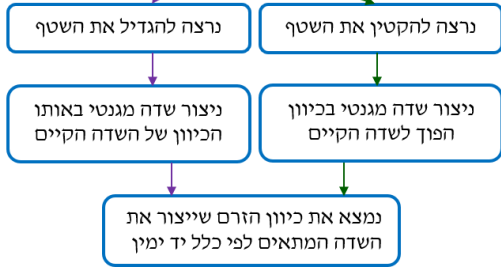 נרצה להקטין את השטף
נרצה להגדיל את השטף
ניצור שדה מגנטי בכיוון
הפוך לשדה הקיים
ניצור שדה מגנטי באותו
הכיוון של השדה הקיים
נמצא את כיוון הזרם שייצור את
השדה המתאים לפי כלל יד ימין